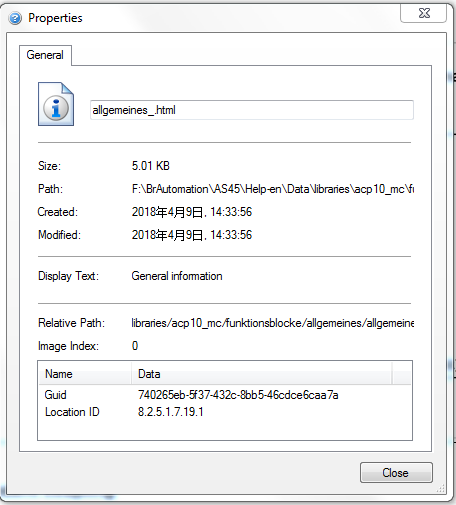 Properties
General
allgemeines_.html
Size: 5.01 KB
Path: F:\BrAutomation\AS45\Help-en\Data\libraries\acp10_mc\fu
Created: 2018年4月9日, 14:33:56
Modified: 2018年4月9日, 14:33:56
Display Text: General information
Relative Path: libraries/acp10_mc/funktionsblocke/allgemeines/allgemeine
Image Index: 0
Name Data
Guid 740265eb-5f37-432c-8bb5-46cdce6caa7a
Location ID 8.2.5.1.7.19.1
Close